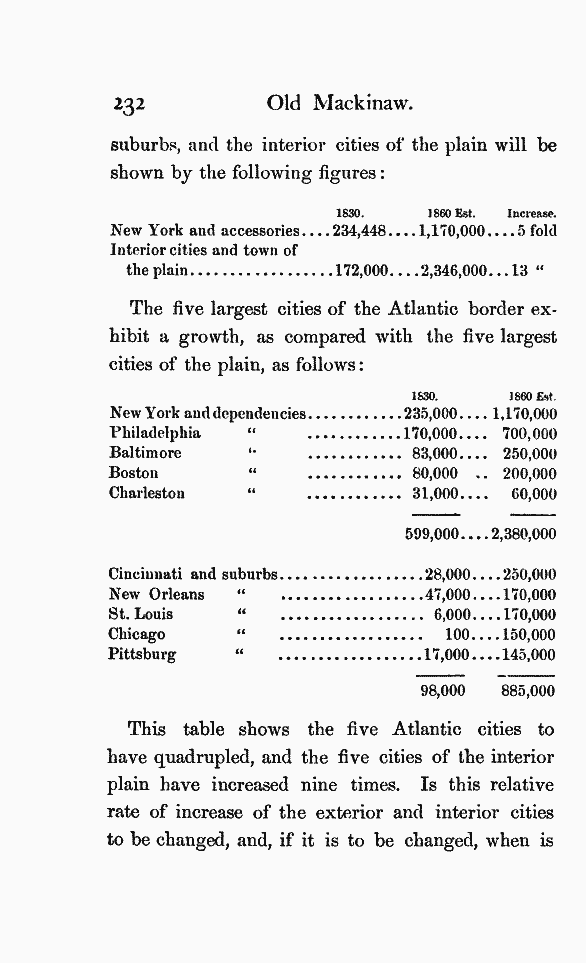 232 Old Mackinaw.
suburbs, and the interior cities of the plain will be
shown by the following figures:
1830. 1860 Est. Increase.
New York and accessories....234,448....1,170,000....5 fold
Interior cities and town of
the plain..................172,000....2,346,000...13 “
The five largest cities of the Atlantic border ex-
hibit a growth, as compared with the five largest
cities of the plain, as follows:
1830. 1860 Est.
New York and dependencies............235,000....1,170,000
Philadelphia “ ............170,000.... 700,000
Baltimore “ ............ 83,000.... 250,000
Boston “ ............ 80,000 .. 200,000
Charleston “ ............ 31,000.... 60,000
599,000....2,380,000
Cincinnati and suburbs..................28,000....250,000
New Orleans “ ..................47,000....170,000
St. Louis “ .................. 6,000....170,000
Chicago “ .................. 100....150,000
Pittsburg “ ..................17,000....145,000
98,000 885,000
This table shows the five Atlantic cities to
have quadrupled, and the five cities of the interior
plain have increased nine times. Is this relative
rate of increase of the exterior and interior cities
to be changed, and, if it is to be changed, when is